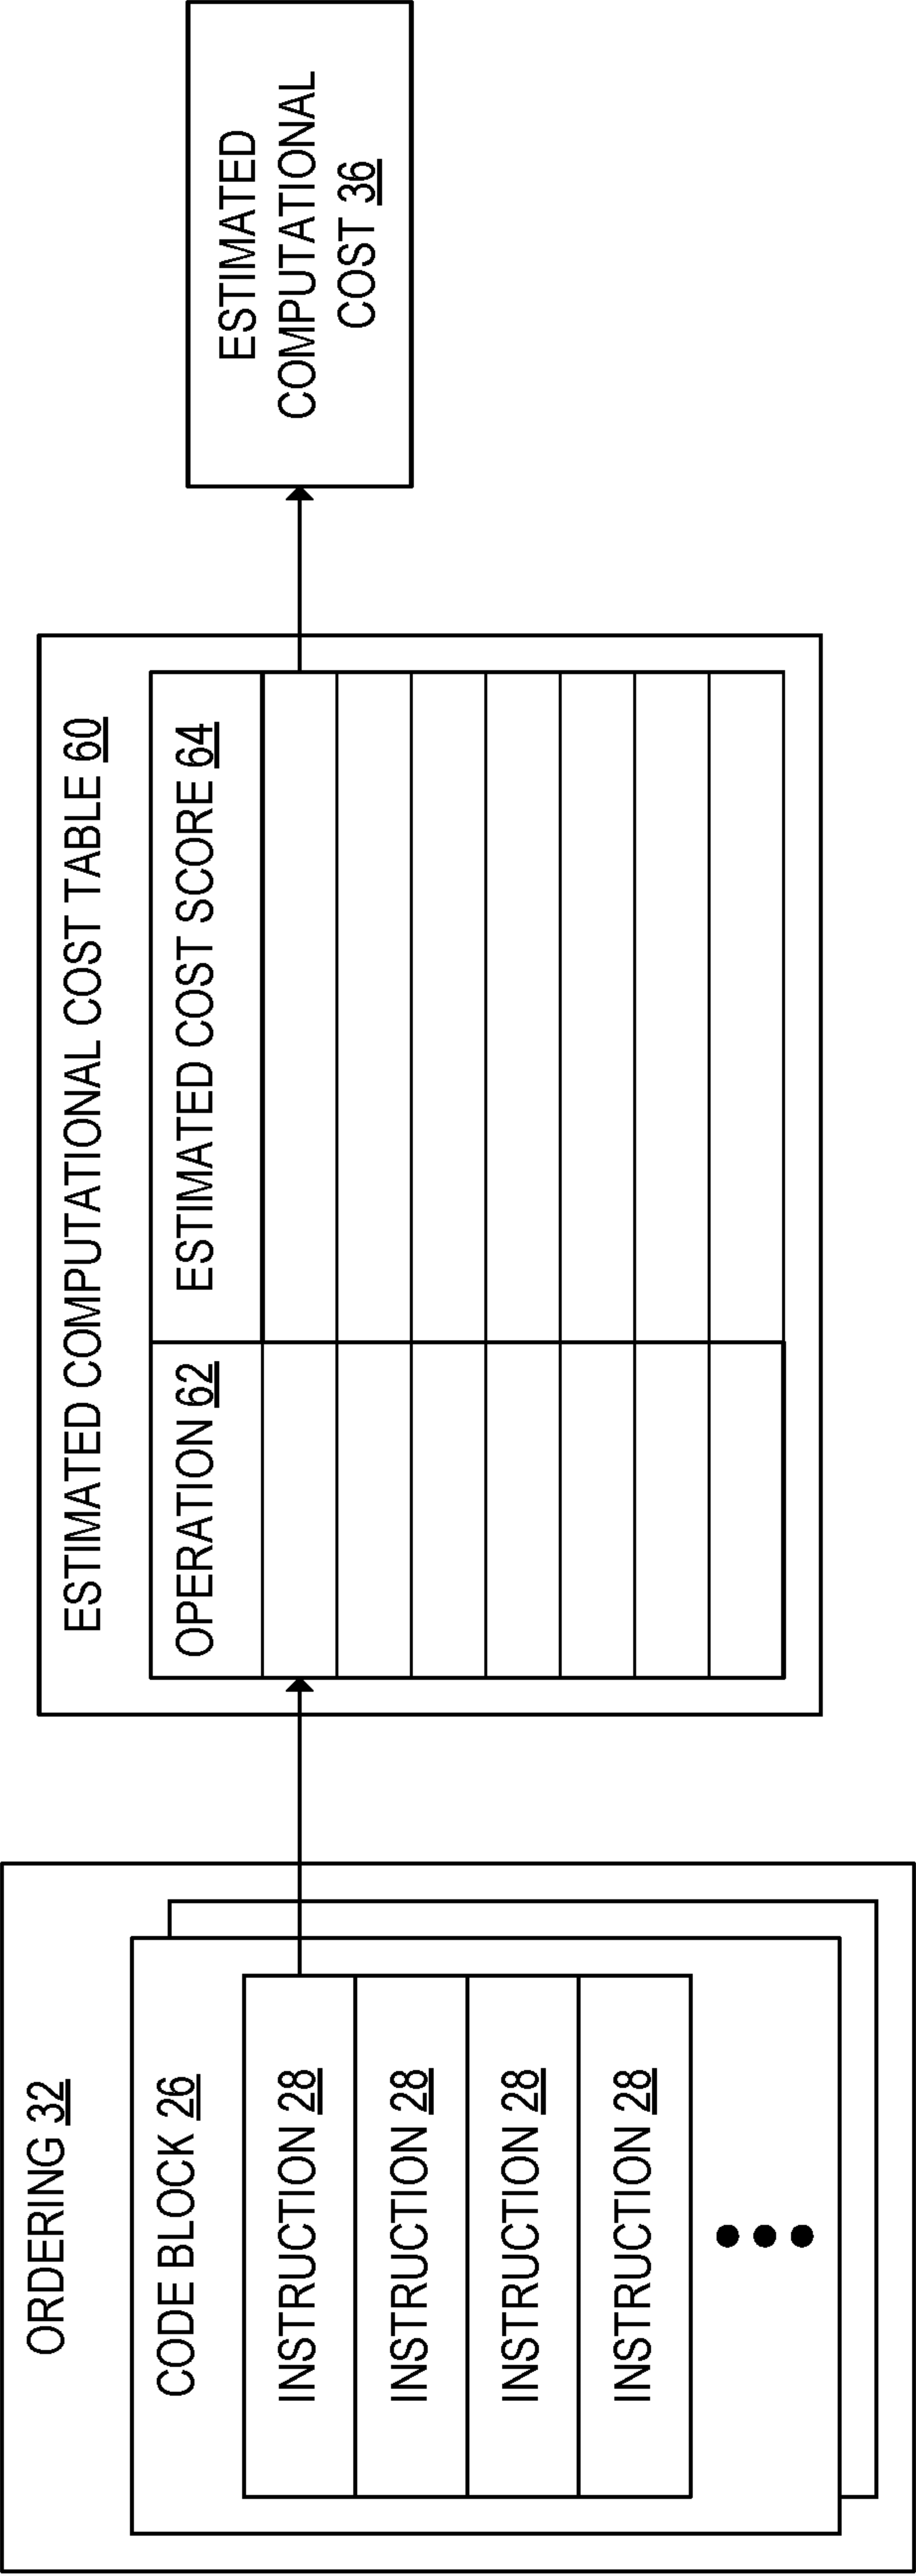 ORDERING 32
CODE BLOCK 26
INSTRUCTION 28
INSTRUCTION 28
INSTRUCTION 28
INSTRUCTION 28
ESTIMATED COMPUTATIONAL COST TABLE 60
OPERATION 62
ESTIMATED COST SCORE 64
ESTIMATED
COMPUTATIONAL
COST 36